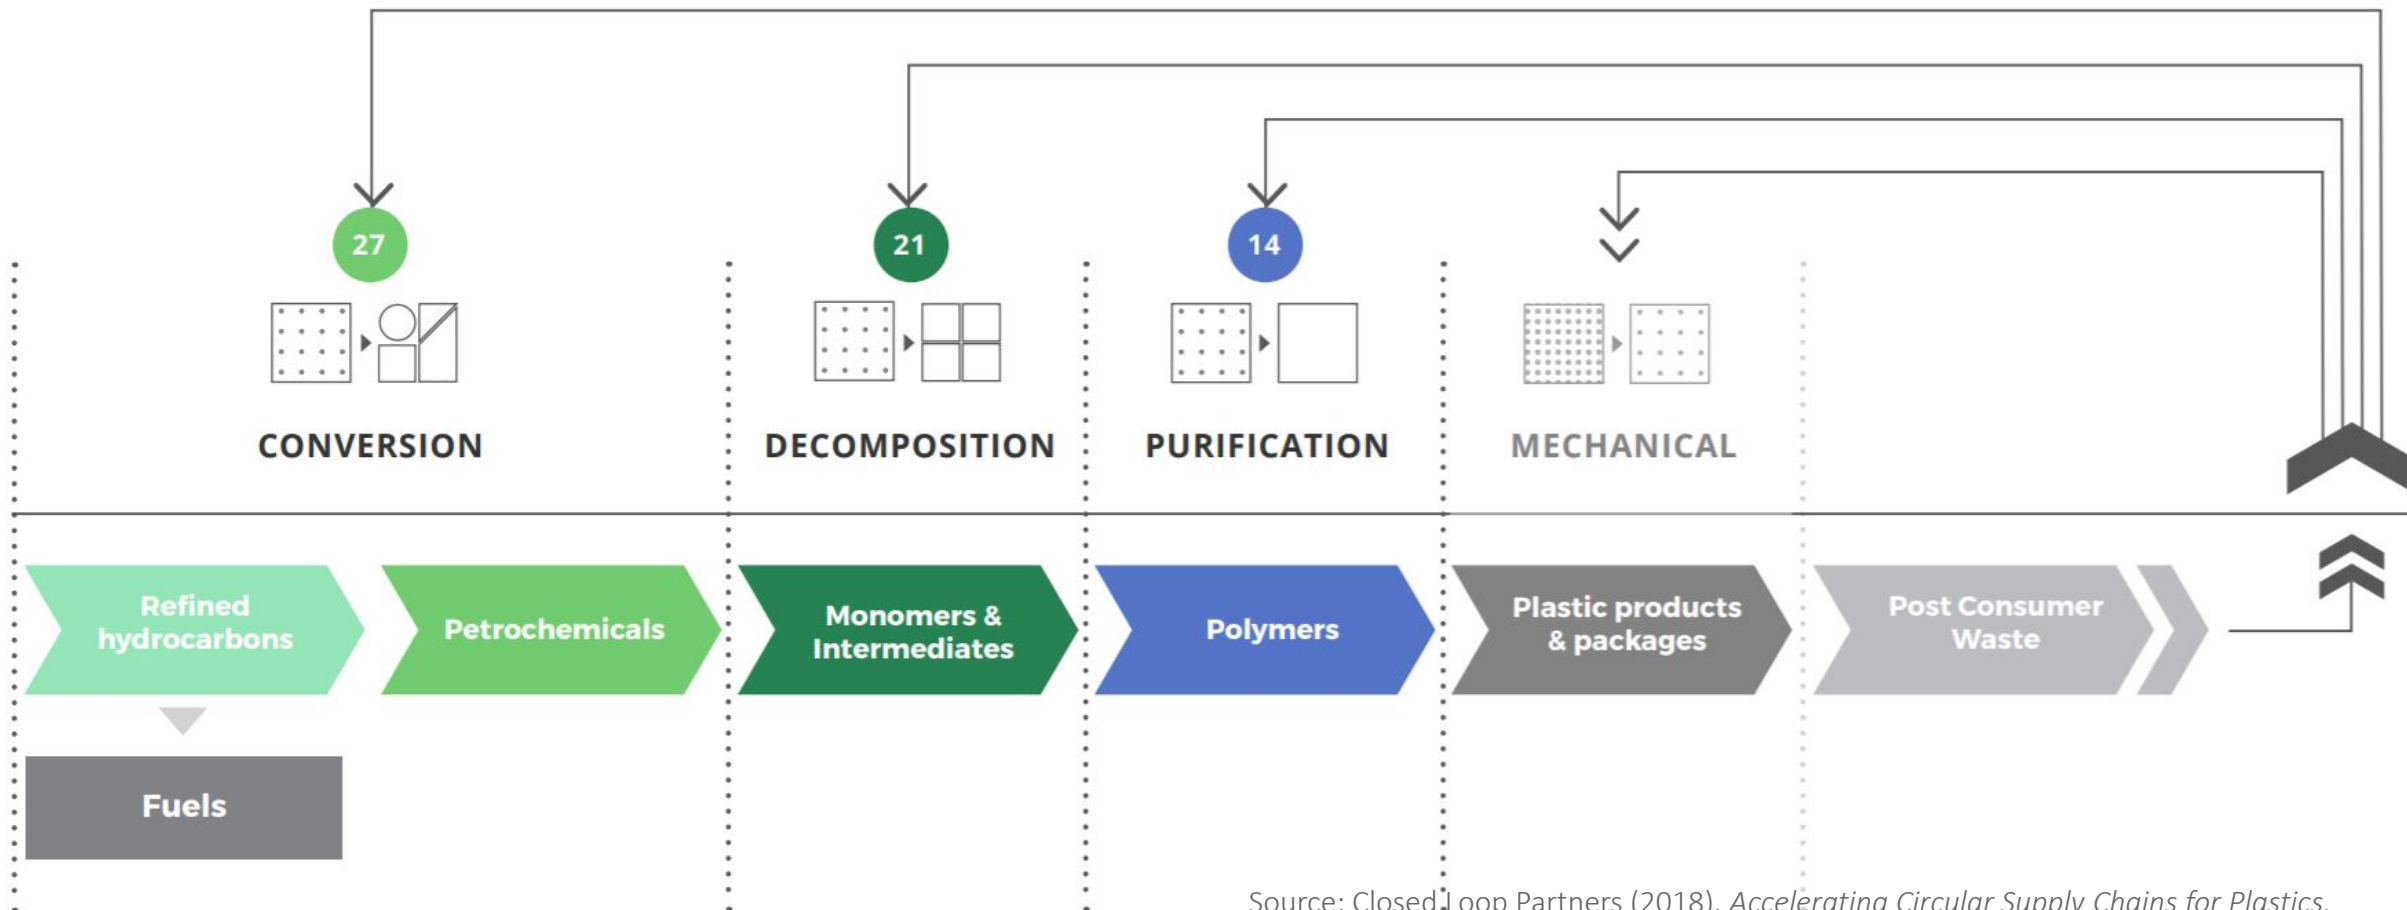 27
21
14
CONVERSION
DECOMPOSITION
PURIFICATION
MECHANICAL
Refined
hydrocarbons
Petrochemicals
Monomers &
Intermediates
Polymers
Plastic products
& packages
Post Consumer
Waste
Fuels
Source: Closed Loop Partners (2018). Accelerating Circular Supply Chains for Plastics.